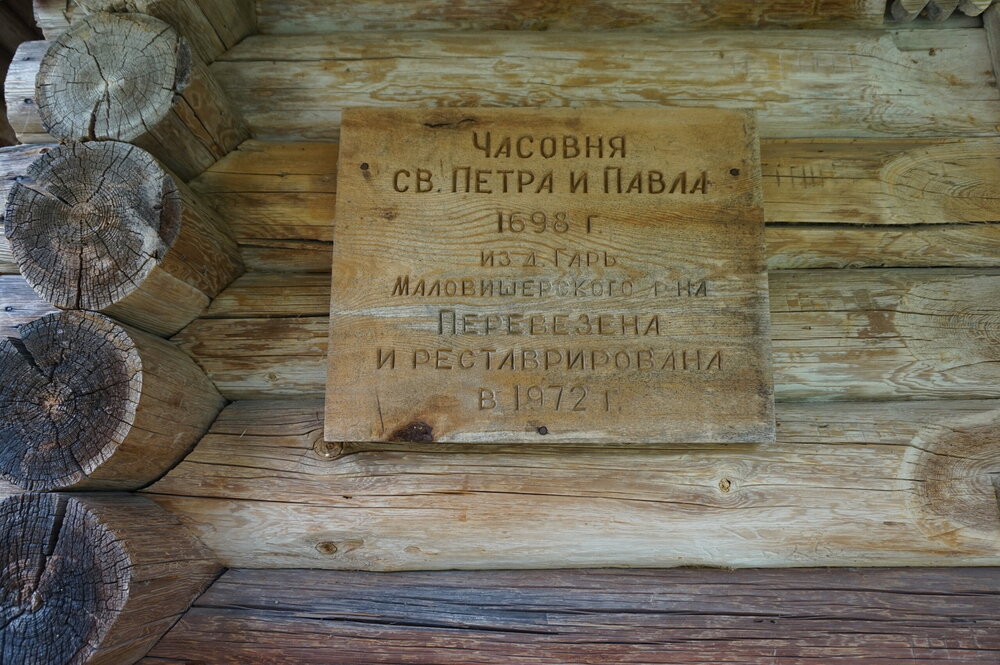 Часовня
св. Петра и Павла
1698 г
из д. Гарь
Маловишерского р-на
Перевезена
и реставрирована
в 1972 г.